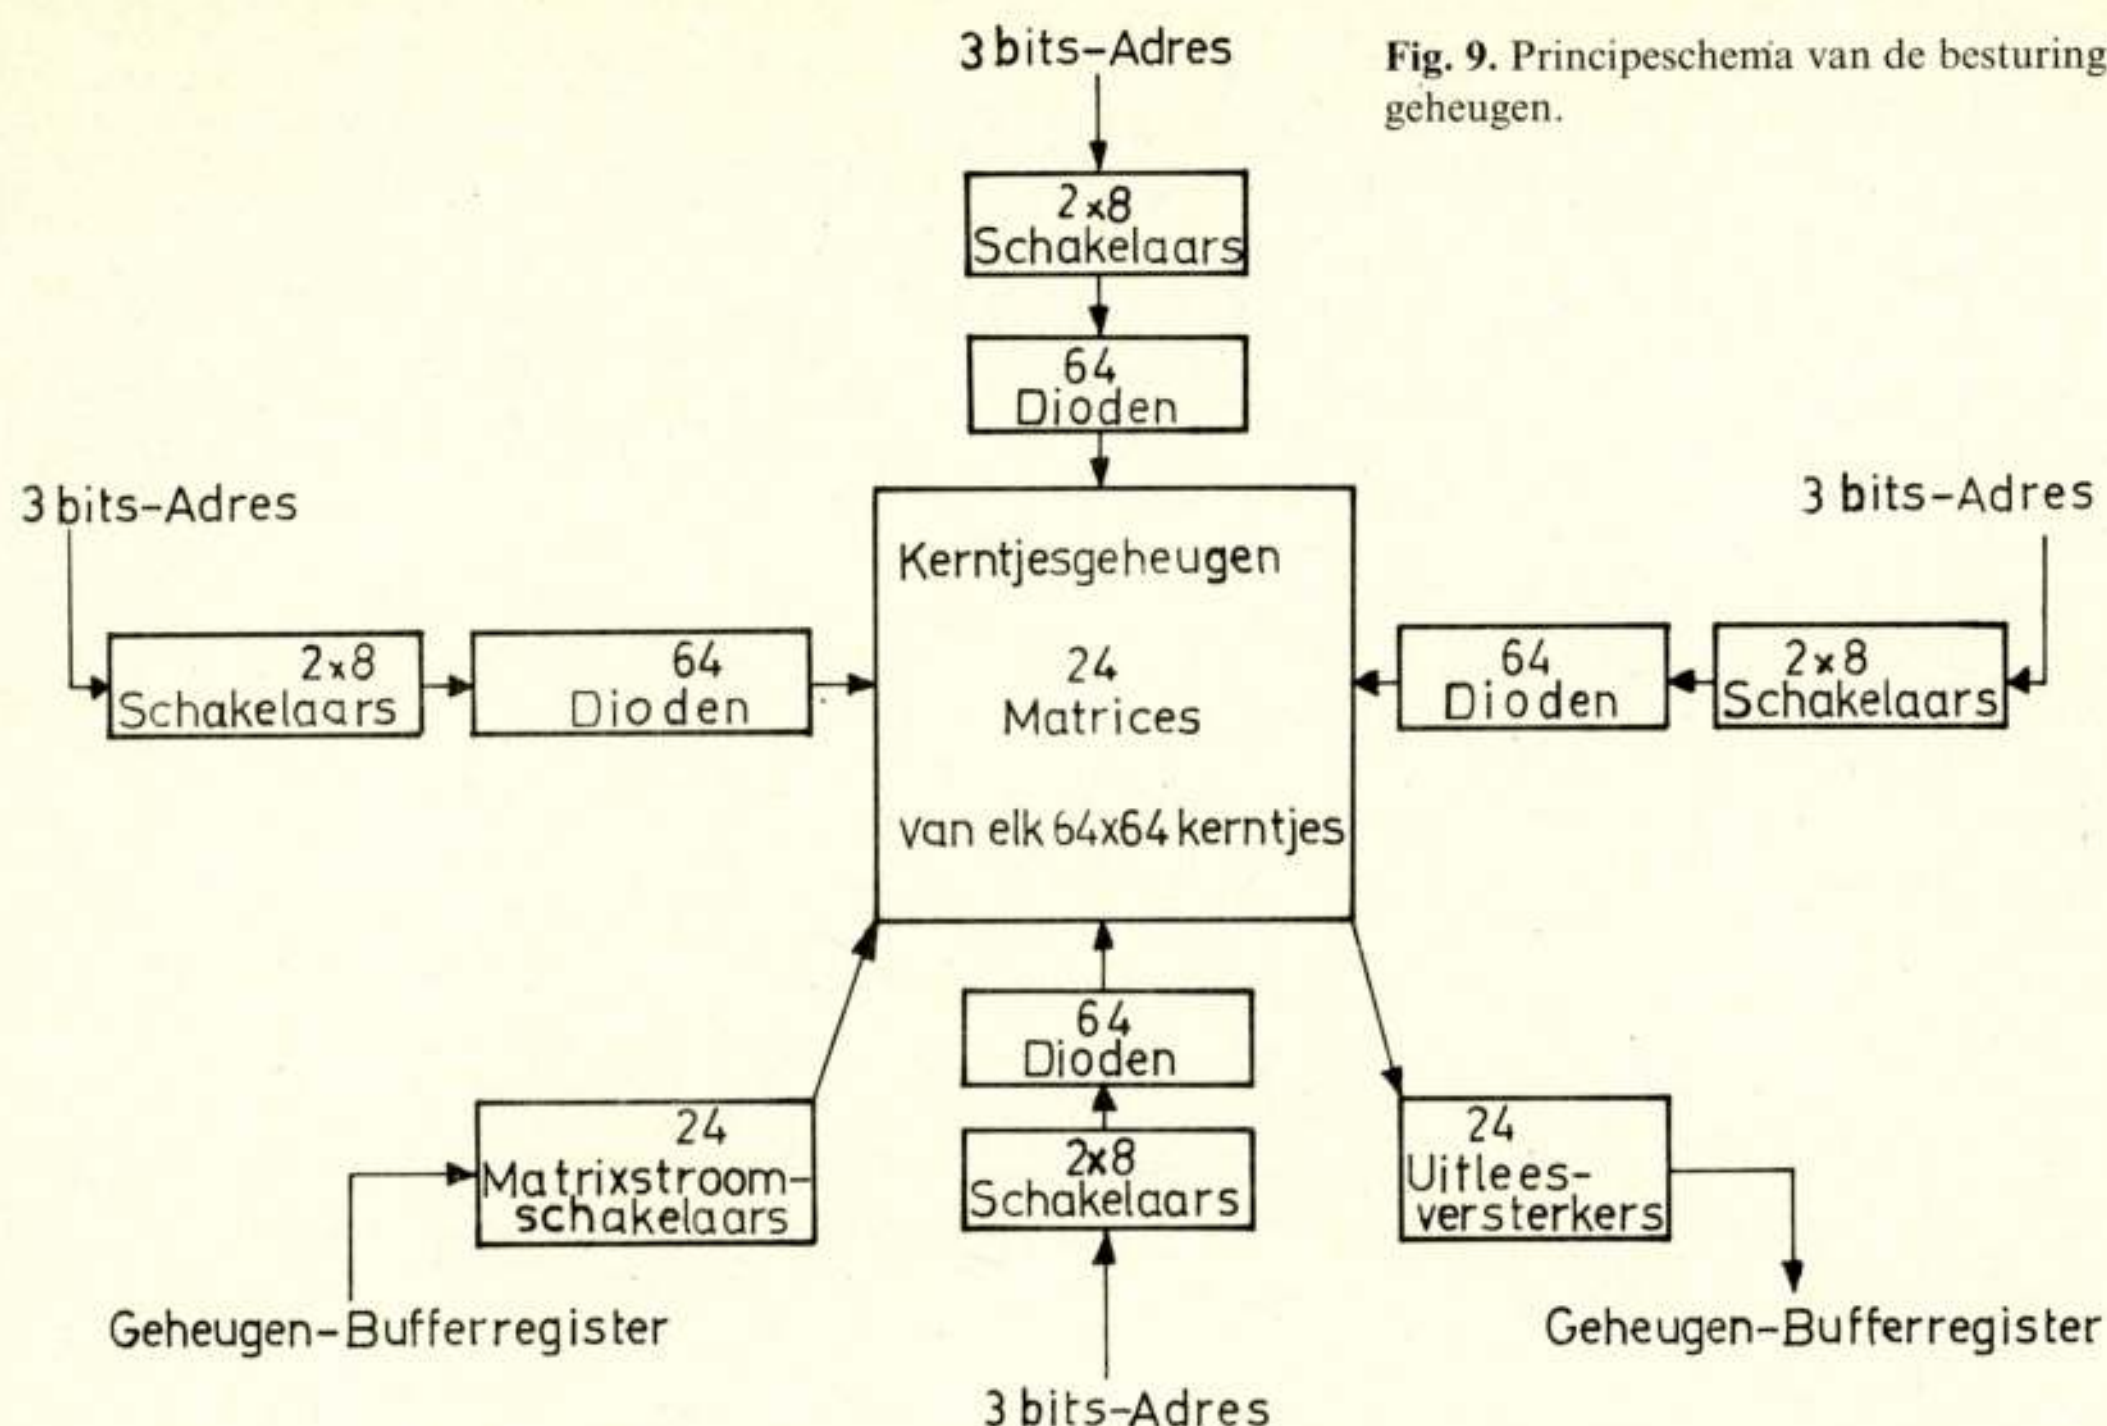 3 bits-Adres
Fig. 9. Principeschema van de besturing
geheugen.
2x8
Schakelaars
64
Dioden
3 bits-Adres
3 bits-Adres
Kerntjesgeheugen
24
Matrices
van elk 64x64 kerntjes
2x8
Schakelaars
64
Dioden
64
Dioden
2x8
Schakelaars
64
Dioden
2x8
Schakelaars
24
Matrixstroom-
schakelaars
24
Uitlees-
versterkers
Geheugen-Bufferregister
Geheugen-Bufferregister
3 bits-Adres